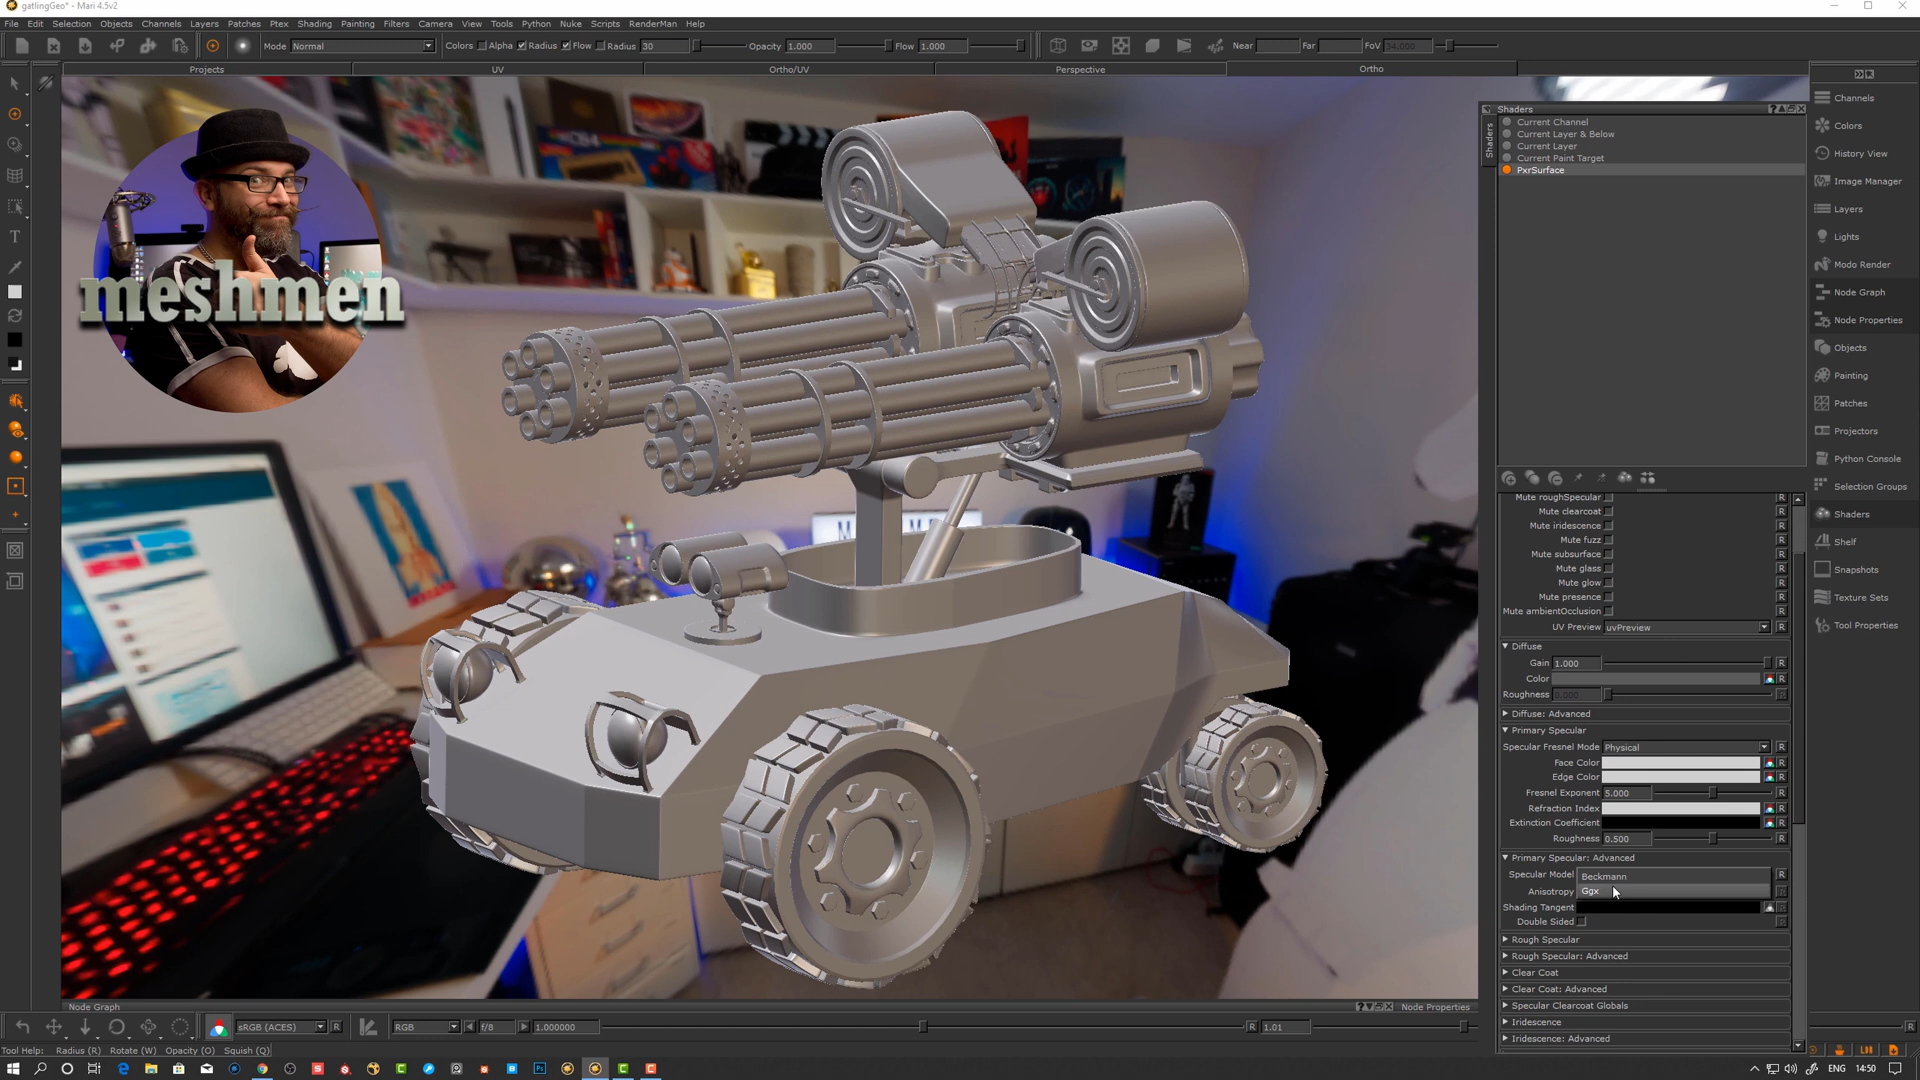 gatlingGeo* - Mari 4.5v2
File Edit Selection Objects Channels Layers Patches Ptex Shading Painting Filters Camera View Tools Python Nuke Scripts RenderMan Help
Mode Normal Colors Alpha Radius Flow Radius 30 Opacity 1.000 Flow 1.000 Near Far FoV 34.000
Projects UV Ortho/UV Perspective Ortho
meshmen
Shaders
Shaders
Current Channel
Current Layer & Below
Current Layer
Current Paint Target
PxrSurface
Mute roughSpecular R
Mute clearcoat R
Mute iridescence R
Mute fuzz R
Mute subsurface R
Mute glass R
Mute glow R
Mute presence R
Mute ambientOcclusion R
UV Preview uvPreview R
Diffuse
Gain 1.000 R
Color R
Roughness 0.000
Diffuse: Advanced
Primary Specular
Specular Fresnel Mode Physical R
Face Color R
Edge Color R
Fresnel Exponent 5.000 R
Refraction Index R
Extinction Coefficient R
Roughness 0.500 R
Primary Specular: Advanced
Specular Model Beckmann R
Anisotropy Ggx
Shading Tangent
Double Sided
Rough Specular
Rough Specular: Advanced
Clear Coat
Clear Coat: Advanced
Specular Clearcoat Globals
Iridescence
Iridescence: Advanced
Channels
Colors
History View
Image Manager
Layers
Lights
Modo Render
Node Graph
Node Properties
Objects
Painting
Patches
Projectors
Python Console
Selection Groups
Shaders
Shelf
Snapshots
Texture Sets
Tool Properties
Node Graph Node Properties
sRGB (ACES) R RGB f/8 1.000000 R 1.01 R
Tool Help: Radius (R) Rotate (W) Opacity (O) Squish (Q)
ENG 14:50